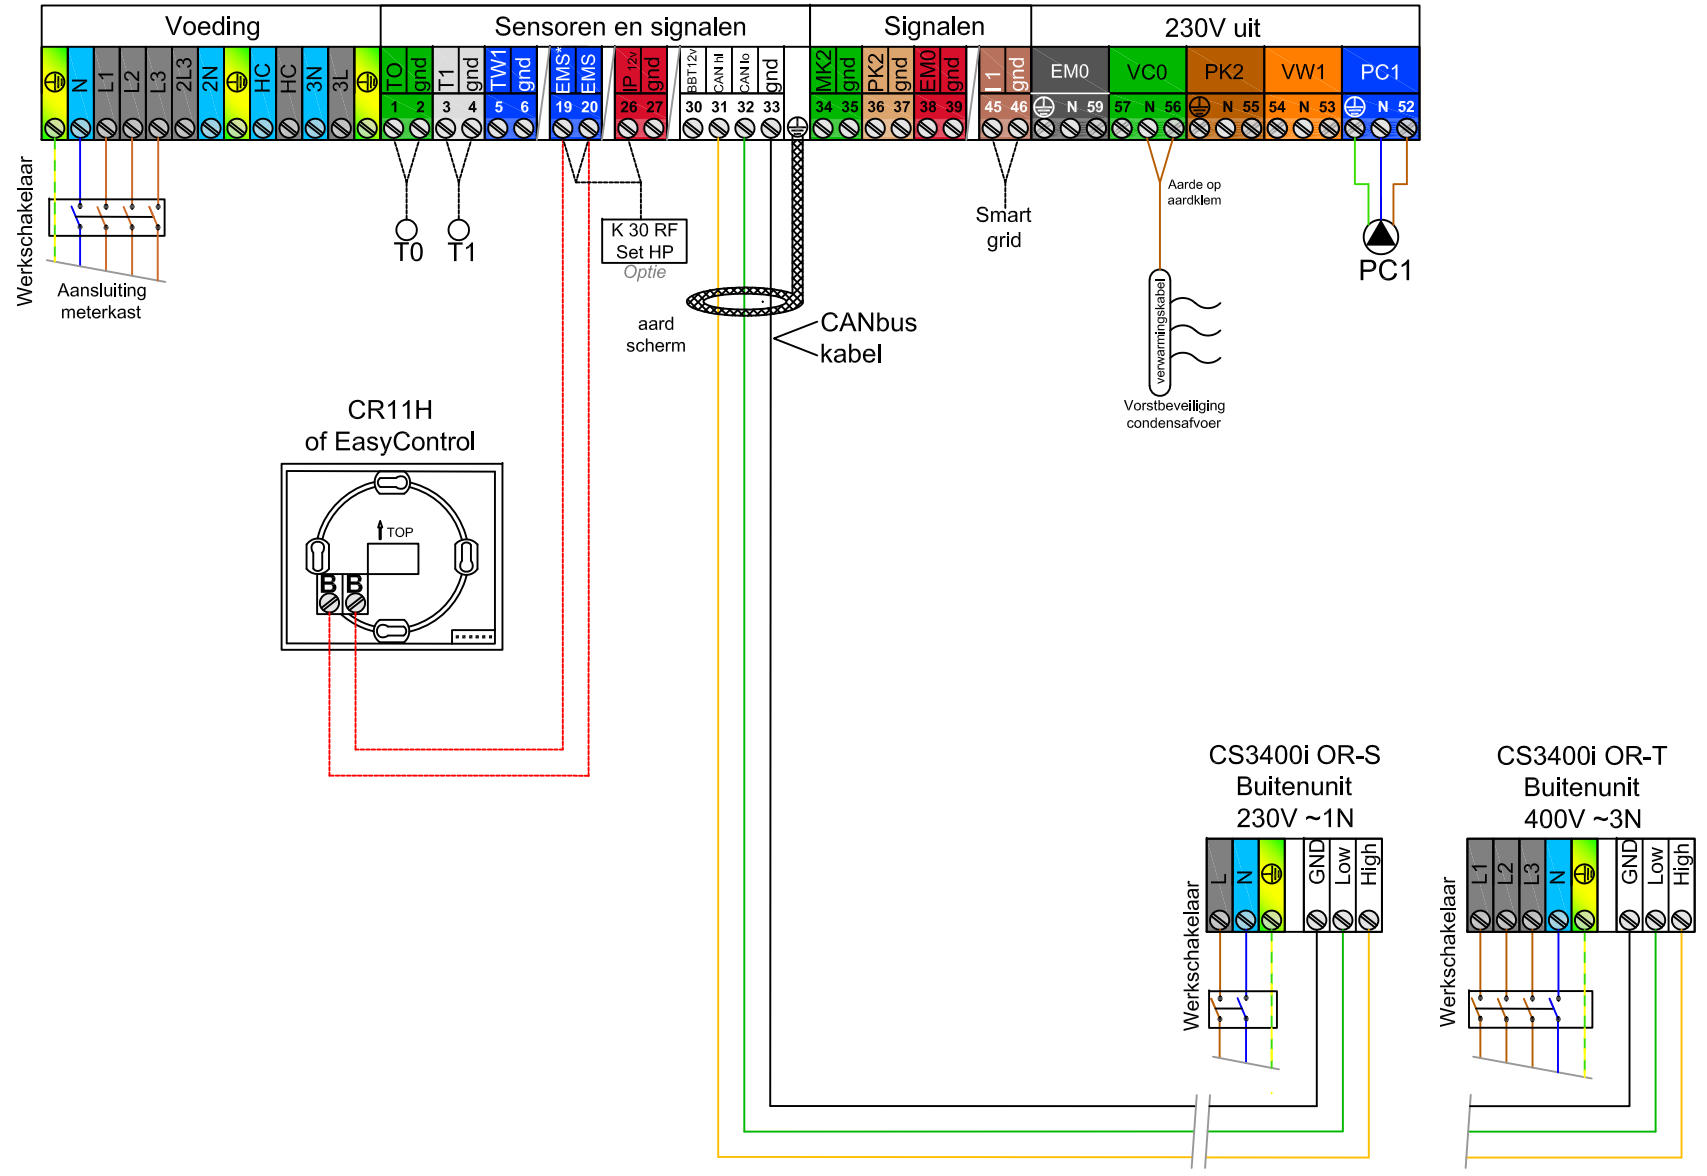 Voeding
Sensoren en signalen
Signalen
230V uit
N L1 L2 L3 2L3 2N HC HC 3N 3L
TO gnd T1 gnd TW1 gnd EMS* EMS IP 12v gnd BBT12v CAN hi CAN lo gnd
MK2 gnd PK2 gnd EM0 gnd I 1 gnd
EM0 VC0 PK2 VW1 PC1
1 2 3 4 5 6 19 20 26 27 30 31 32 33
34 35 36 37 38 39 45 46
N 59 57 N 56 N 55 54 N 53 N 52
Werkschakelaar
Aansluiting
meterkast
T0
T1
K 30 RF
Set HP
Optie
aard
scherm
CANbus
kabel
Smart
grid
Aarde op
aardklem
verwarmingskabel
Vorstbeveiliging
condensafvoer
PC1
CR11H
of EasyControl
TOP
B B
CS3400i OR-S
Buitenunit
230V ~1N
L N GND Low High
Werkschakelaar
CS3400i OR-T
Buitenunit
400V ~3N
L1 L2 L3 N GND Low High
Werkschakelaar